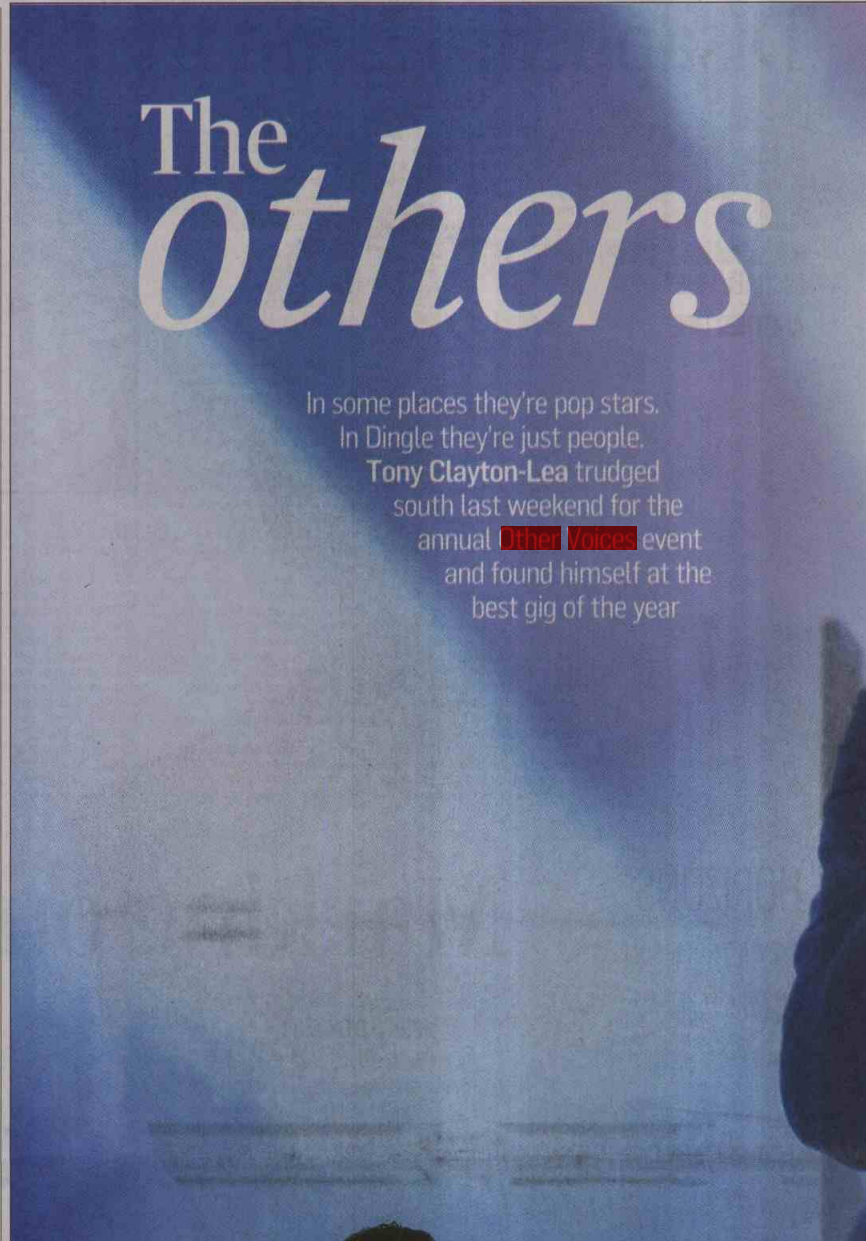 The
others
In some places they're pop stars.
In Dingle they're just people.
Tony Clayton-Lea trudged
south last weekend for the
annual Other Voices event
and found himself at the
best gig of the year